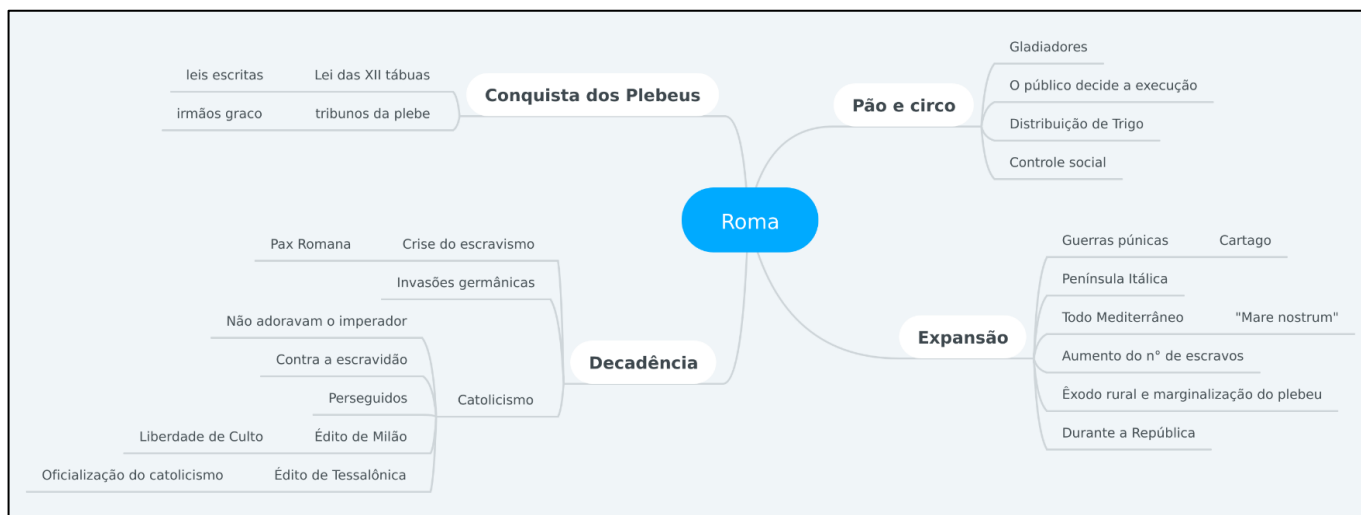 Roma
Conquista dos Plebeus
Lei das XII tábuas
leis escritas
tribunos da plebe
irmãos graco
Pão e circo
Gladiadores
O público decide a execução
Distribuição de Trigo
Controle social
Expansão
Guerras púnicas
Cartago
Península Itálica
Todo Mediterrâneo
"Mare nostrum"
Aumento do n° de escravos
Êxodo rural e marginalização do plebeu
Durante a República
Decadência
Crise do escravismo
Pax Romana
Invasões germânicas
Catolicismo
Não adoravam o imperador
Contra a escravidão
Perseguidos
Édito de Milão
Liberdade de Culto
Édito de Tessalônica
Oficialização do catolicismo